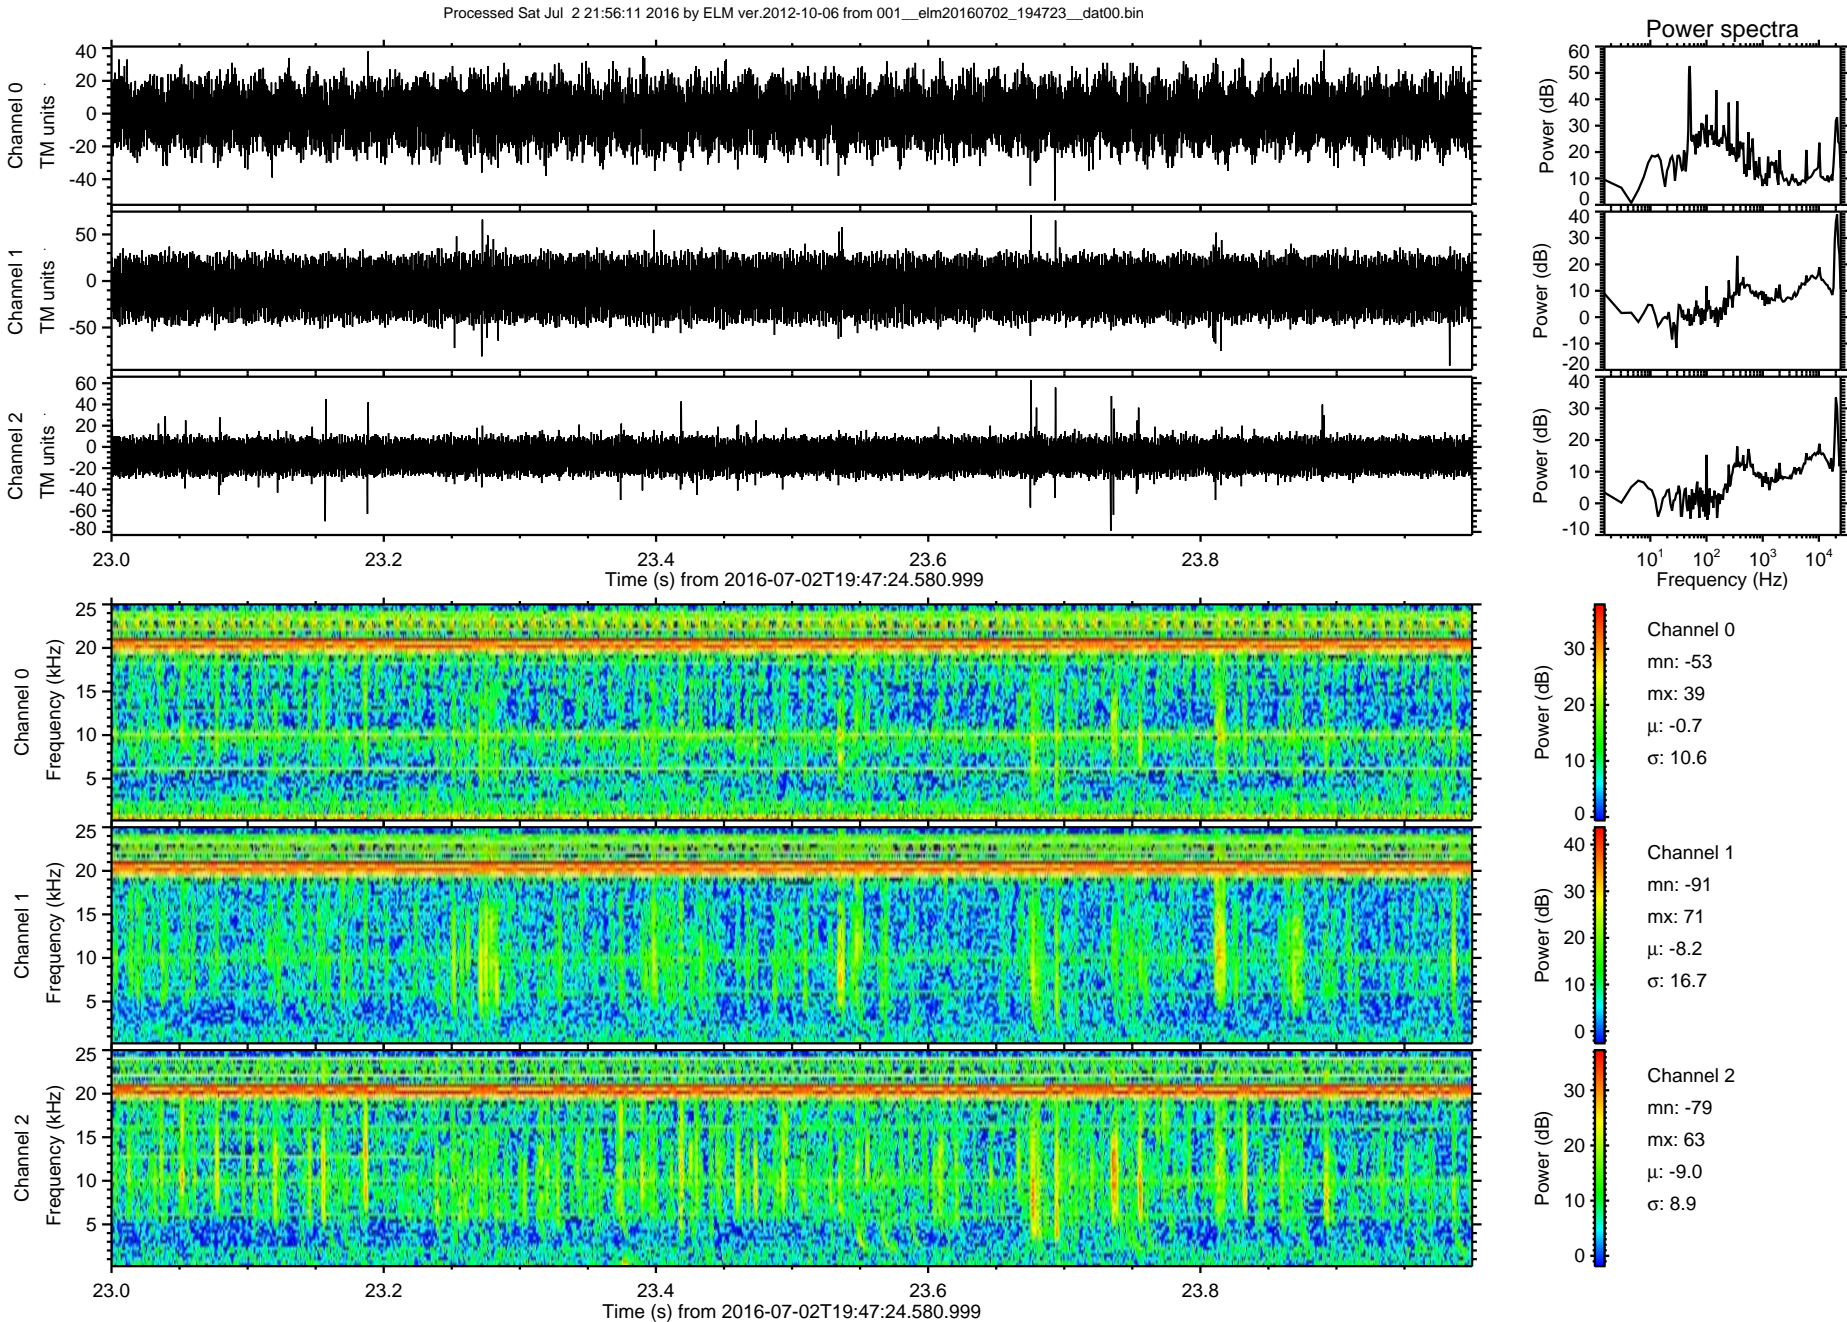 Processed Sat Jul 2 21:56:11 2016 by ELM ver.2012-10-06 from 001__elm20160702_194723__dat00.bin
Power spectra
Channel 0
TM units
40
20
0
-20
-40
Power (dB)
60
50
40
30
20
10
0
Channel 1
TM units
50
0
-50
Power (dB)
40
30
20
10
0
-10
-20
Channel 2
TM units
60
40
20
0
-20
-40
-60
-80
Power (dB)
40
30
20
10
0
-10
23.0 23.2 23.4 23.6 23.8
Time (s) from 2016-07-02T19:47:24.580.999
10^1 10^2 10^3 10^4
Frequency (Hz)
Channel 0
Frequency (kHz)
25
20
15
10
5
Power (dB)
30
20
10
0
Channel 0
mn: -53
mx: 39
μ: -0.7
σ: 10.6
Channel 1
Frequency (kHz)
25
20
15
10
5
Power (dB)
40
30
20
10
0
Channel 1
mn: -91
mx: 71
μ: -8.2
σ: 16.7
Channel 2
Frequency (kHz)
25
20
15
10
5
Power (dB)
30
20
10
0
Channel 2
mn: -79
mx: 63
μ: -9.0
σ: 8.9
23.0 23.2 23.4 23.6 23.8
Time (s) from 2016-07-02T19:47:24.580.999